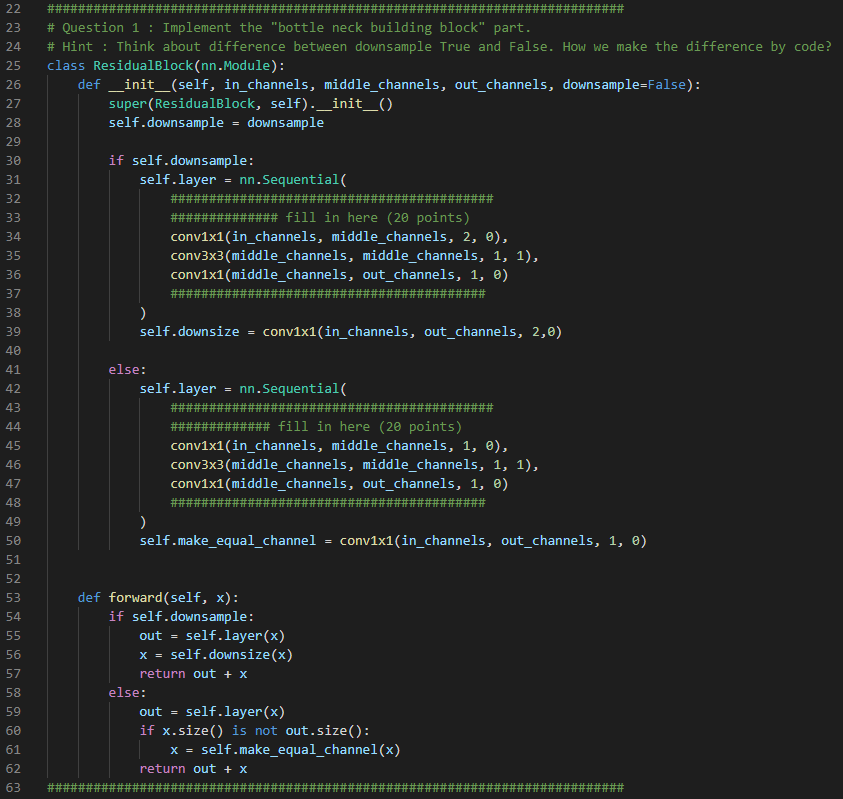 22 ###########################################################################
23 # Question 1 : Implement the "bottle neck building block" part.
24 # Hint : Think about difference between downsample True and False. How we make the difference by code?
25 class ResidualBlock(nn.Module):
26     def __init__(self, in_channels, middle_channels, out_channels, downsample=False):
27         super(ResidualBlock, self).__init__()
28         self.downsample = downsample
29
30         if self.downsample:
31             self.layer = nn.Sequential(
32                 ##########################################
33                 ############## fill in here (20 points)
34                 conv1x1(in_channels, middle_channels, 2, 0),
35                 conv3x3(middle_channels, middle_channels, 1, 1),
36                 conv1x1(middle_channels, out_channels, 1, 0)
37                 #########################################
38             )
39             self.downsize = conv1x1(in_channels, out_channels, 2,0)
40
41         else:
42             self.layer = nn.Sequential(
43                 ##########################################
44                 ############# fill in here (20 points)
45                 conv1x1(in_channels, middle_channels, 1, 0),
46                 conv3x3(middle_channels, middle_channels, 1, 1),
47                 conv1x1(middle_channels, out_channels, 1, 0)
48                 #########################################
49             )
50             self.make_equal_channel = conv1x1(in_channels, out_channels, 1, 0)
51
52
53     def forward(self, x):
54         if self.downsample:
55             out = self.layer(x)
56             x = self.downsize(x)
57             return out + x
58         else:
59             out = self.layer(x)
60             if x.size() is not out.size():
61                 x = self.make_equal_channel(x)
62             return out + x
63 ###########################################################################